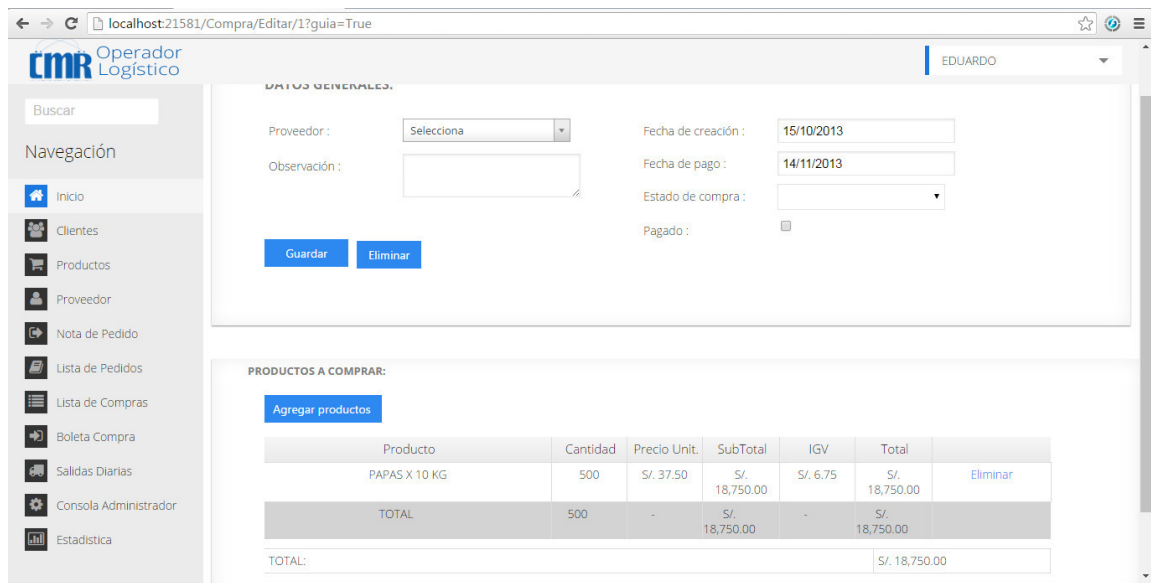 localhost:21581/Compra/Editar/1?guia=True
CMR Operador
Logístico
EDUARDO
Buscar
Navegación
Inicio
Clientes
Productos
Proveedor
Nota de Pedido
Lista de Pedidos
Lista de Compras
Boleta Compra
Salidas Diarias
Consola Administrador
Estadistica
DATOS GENERALES:
Proveedor : Selecciona
Observación :
Fecha de creación : 15/10/2013
Fecha de pago : 14/11/2013
Estado de compra :
Pagado :
Guardar Eliminar
PRODUCTOS A COMPRAR:
Agregar productos
Producto Cantidad Precio Unit. SubTotal IGV Total
PAPAS X 10 KG 500 S/. 37.50 S/. 18,750.00 S/. 6.75 S/. 18,750.00 Eliminar
TOTAL 500 - S/. 18,750.00 - S/. 18,750.00
TOTAL: S/. 18,750.00